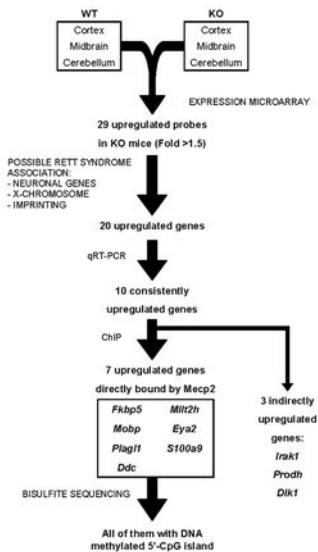 WT
KO
Cortex
Midbrain
Cerebellum
Cortex
Midbrain
Cerebellum
EXPRESSION MICROARRAY
29 upregulated probes
in KO mice (Fold >1.5)
POSSIBLE RETT SYNDROME
ASSOCIATION:
- NEURONAL GENES
- X-CHROMOSOME
- IMPRINTING
20 upregulated genes
qRT-PCR
10 consistently
upregulated genes
ChIP
7 upregulated genes
directly bound by Mecp2
Fkbp5 Mllt2h
Mobp Eya2
Plagl1 S100a9
Ddc
3 indirectly
upregulated
genes:
Irak1
Prodh
Dlk1
BISULFITE SEQUENCING
All of them with DNA
methylated 5'-CpG island